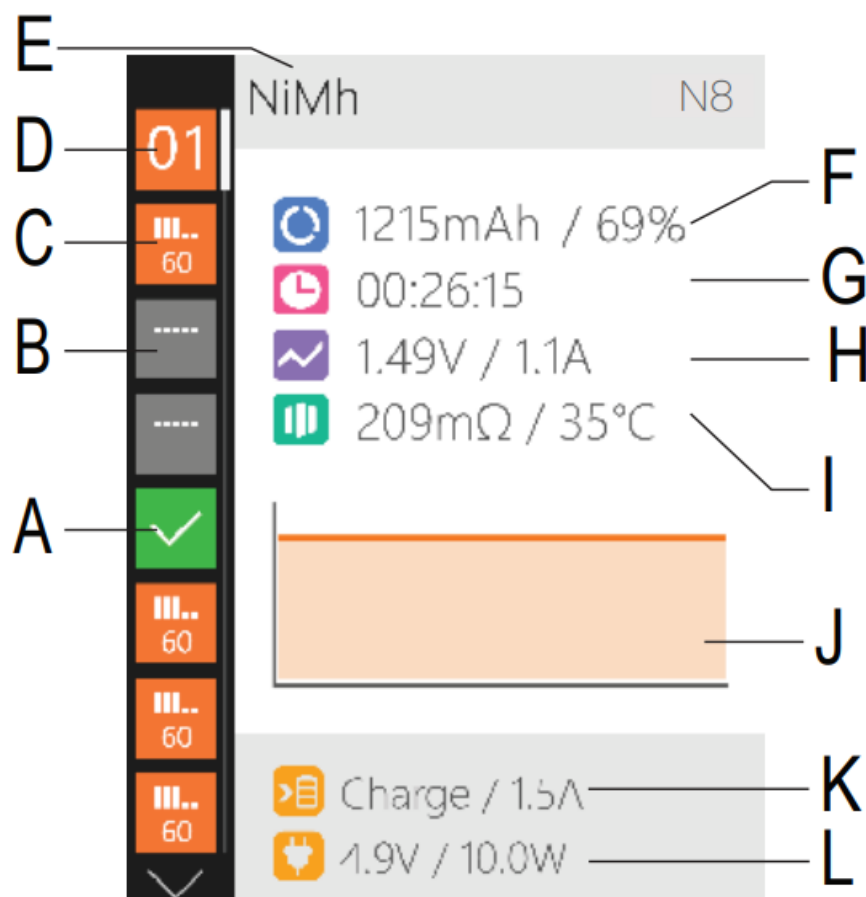 E
NiMh N8
D 01
F
C 60
1215mAh / 69%
G
00:26:15
B -----
H
1.49V / 1.1A
-----
209mΩ / 35°C
I
A
60
J
60
K
60
Charge / 1.5A
L
4.9V / 10.0W